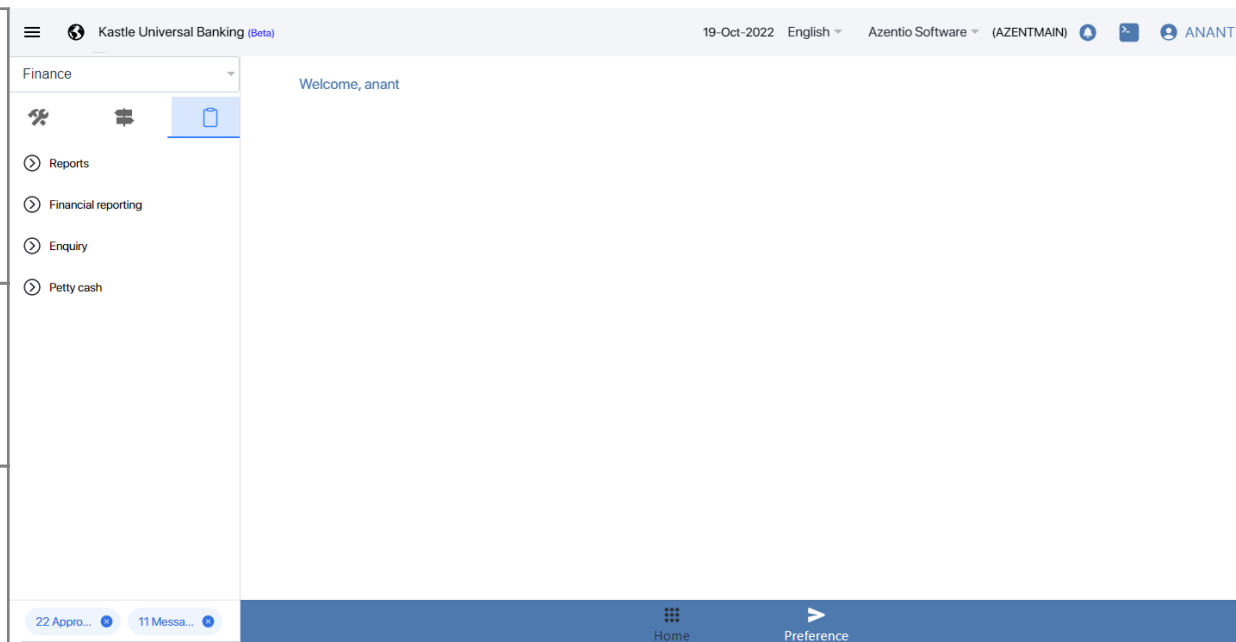 Kastle Universal Banking (Beta) 19-Oct-2022 English Azentio Software (AZENTMAIN) ANANT
Finance
Welcome, anant
Reports
Financial reporting
Enquiry
Petty cash
22 Appro... 11 Messa...
Home Preference